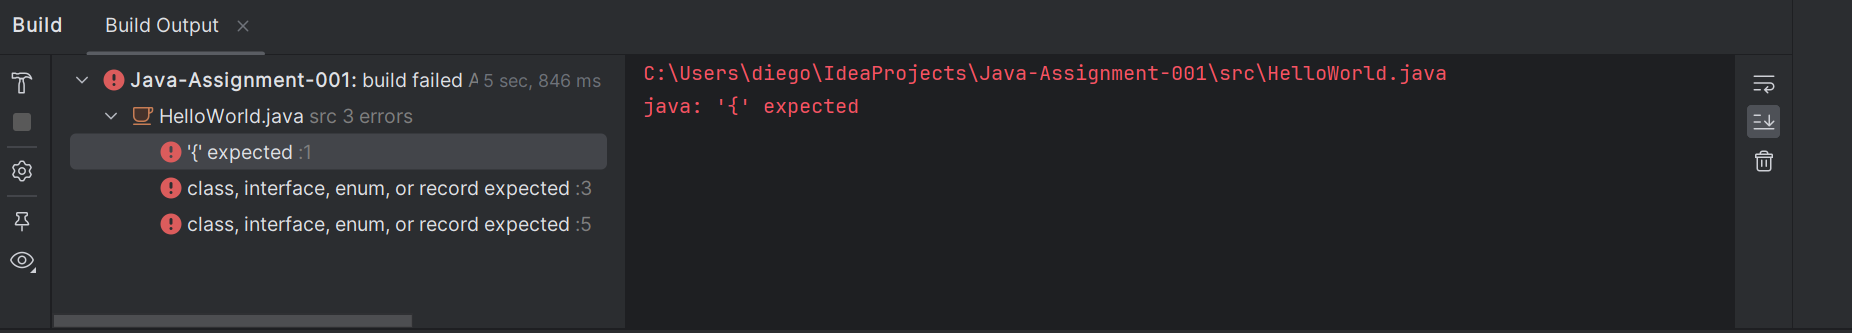 Build Build Output
Java-Assignment-001: build failed 5 sec, 846 ms
HelloWorld.java src 3 errors
'{' expected :1
class, interface, enum, or record expected :3
class, interface, enum, or record expected :5
C:\Users\diego\IdeaProjects\Java-Assignment-001\src\HelloWorld.java
java: '{' expected